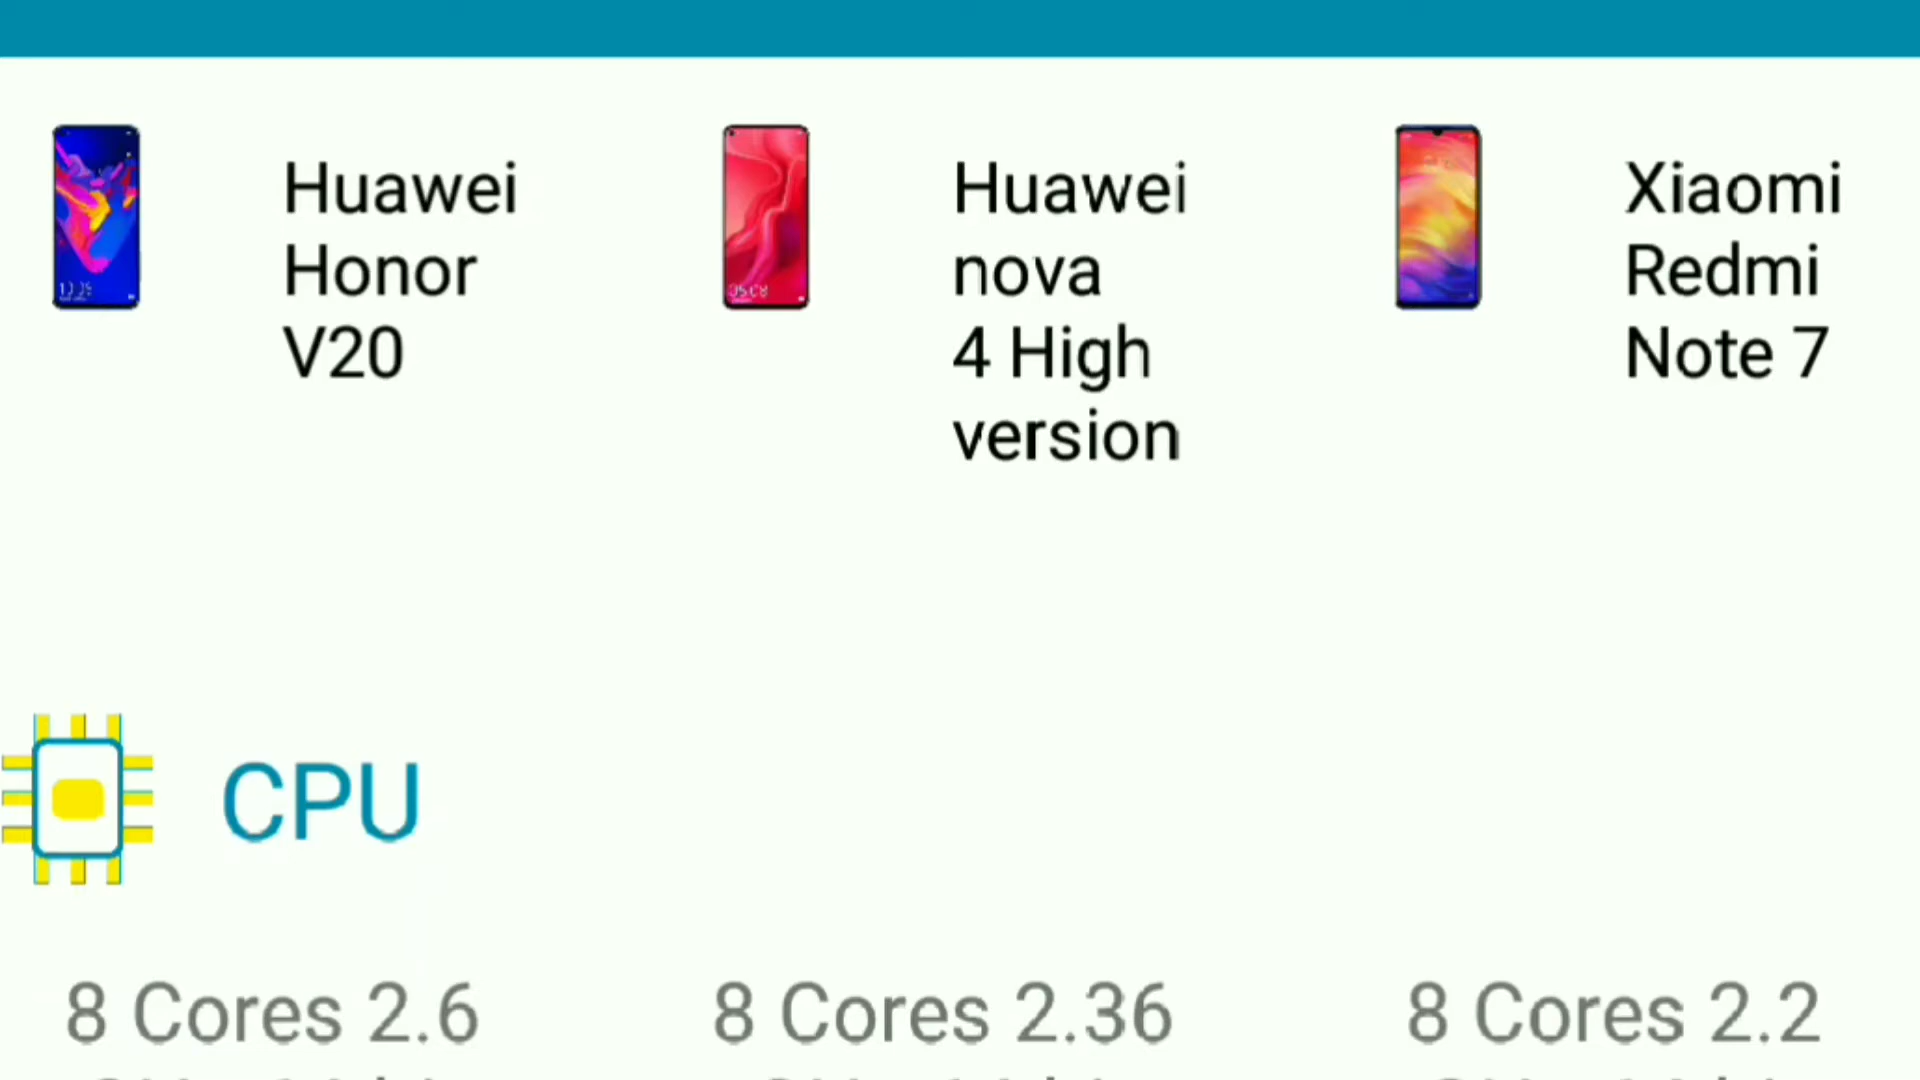 Huawei
Honor
V20
Huawei
nova
4 High
version
Xiaomi
Redmi
Note 7
CPU
8 Cores 2.6
8 Cores 2.36
8 Cores 2.2